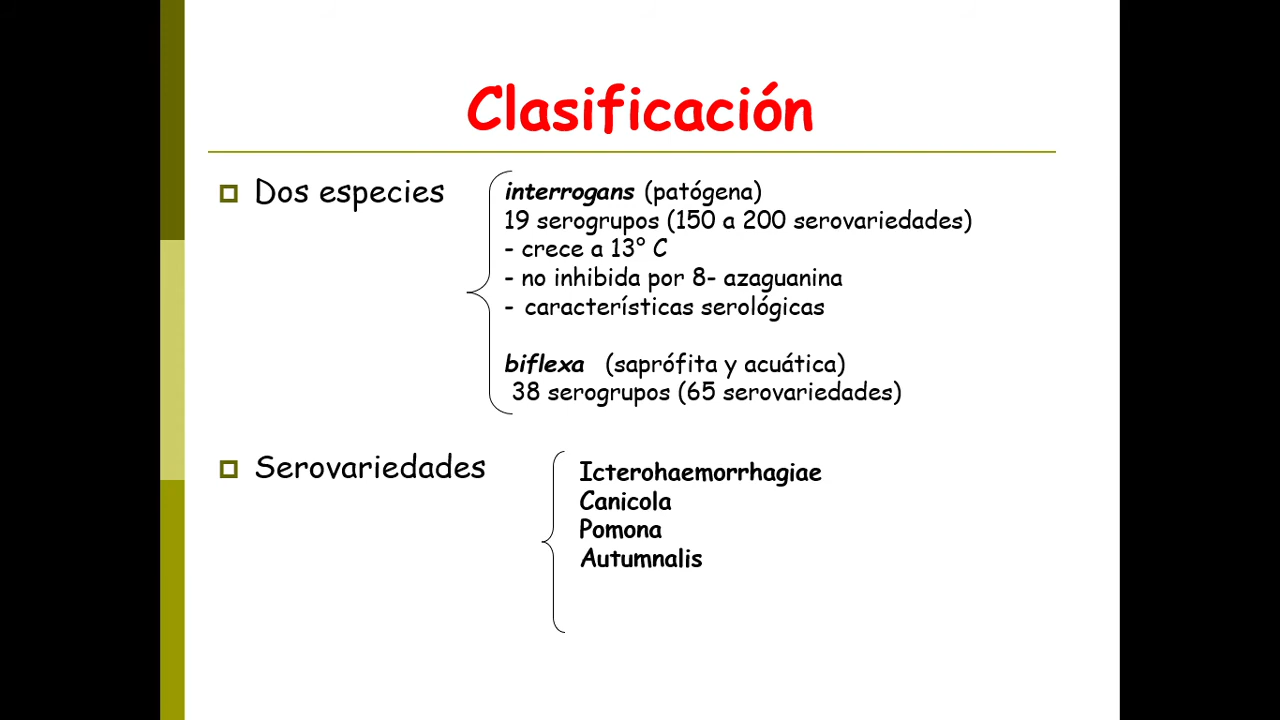 Clasificación
Dos especies
interrogans (patógena)
19 serogrupos (150 a 200 serovariedades)
- crece a 13° C
- no inhibida por 8- azaguanina
- características serológicas
biflexa (saprófita y acuática)
38 serogrupos (65 serovariedades)
Serovariedades
Icterohaemorrhagiae
Canicola
Pomona
Autumnalis